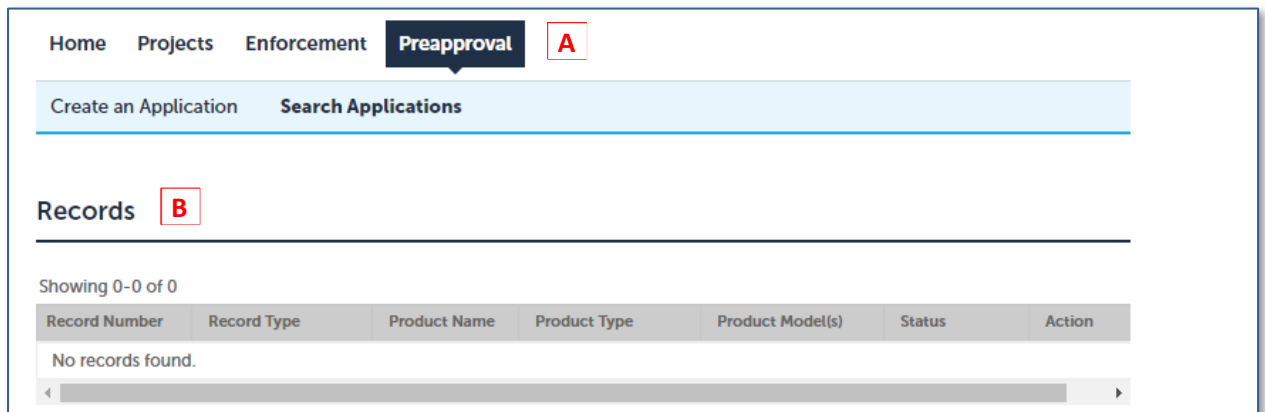 Home Projects Enforcement Preapproval A
Create an Application Search Applications
Records B
Showing 0-0 of 0
Record Number Record Type Product Name Product Type Product Model(s) Status Action
No records found.